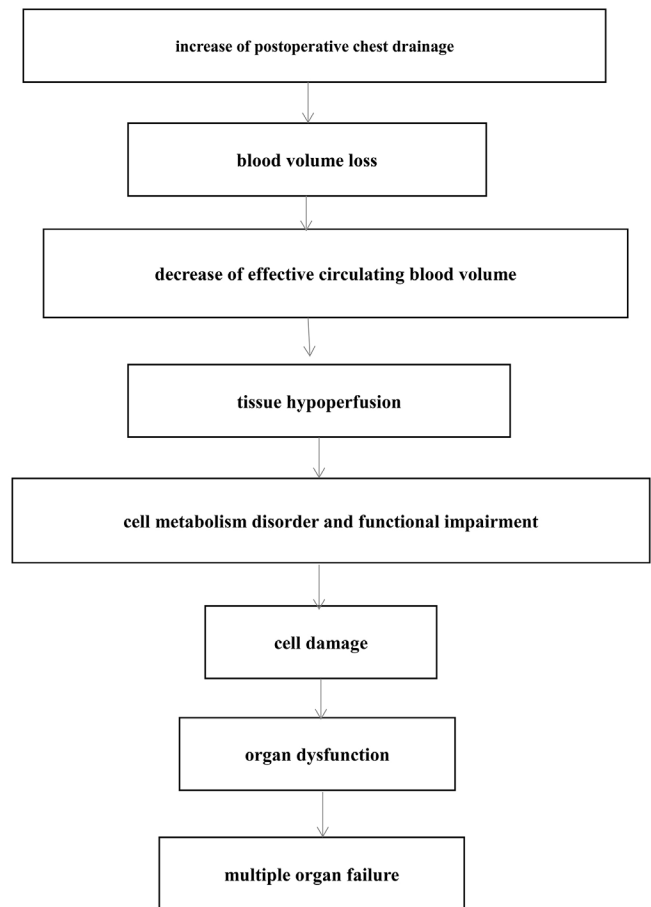 increase of postoperative chest drainage
blood volume loss
decrease of effective circulating blood volume
tissue hypoperfusion
cell metabolism disorder and functional impairment
cell damage
organ dysfunction
multiple organ failure